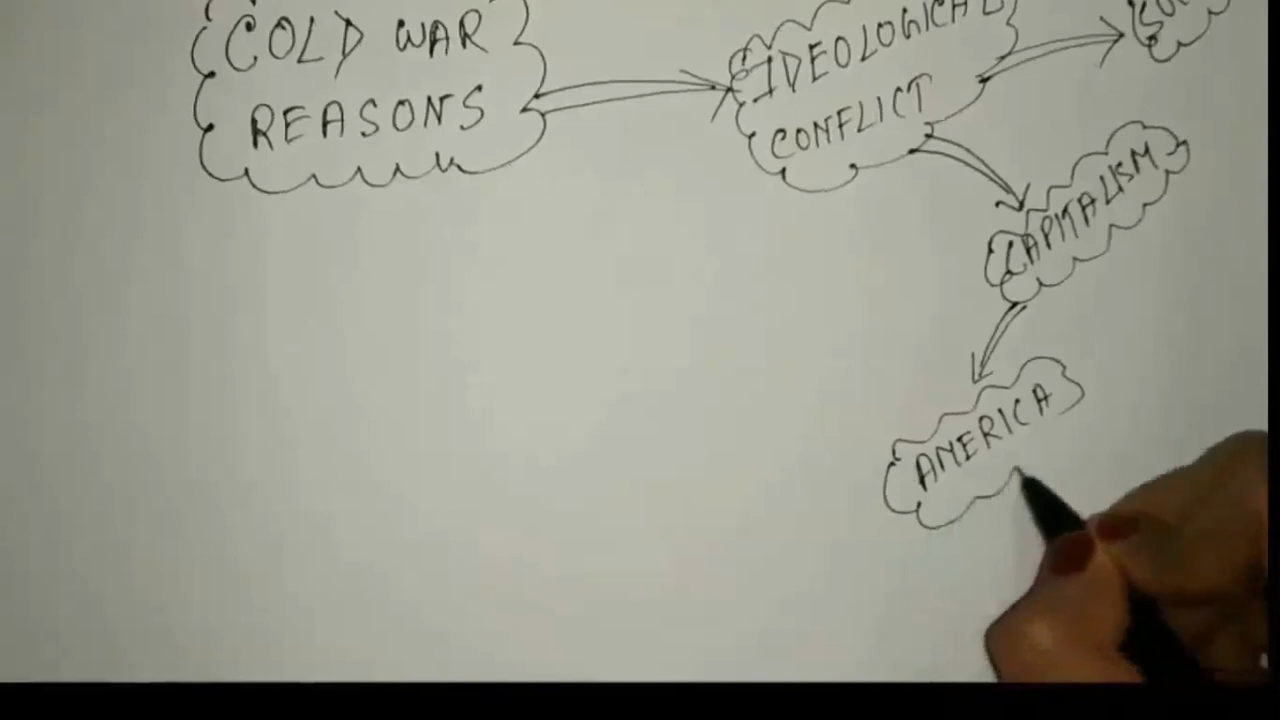 COLD WAR
REASONS
IDEOLOGICAL
CONFLICT
CAPITALISM
AMERICA